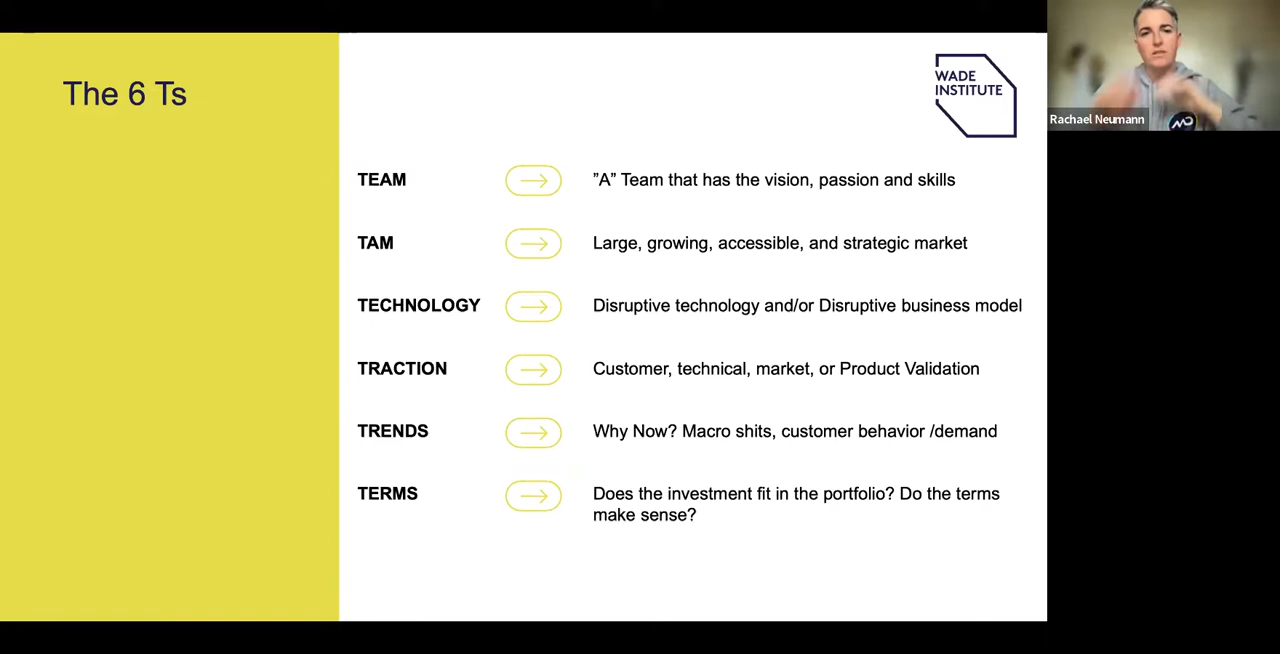 The 6 Ts
WADE
INSTITUTE
Rachael Neumann
TEAM
”A” Team that has the vision, passion and skills
TAM
Large, growing, accessible, and strategic market
TECHNOLOGY
Disruptive technology and/or Disruptive business model
TRACTION
Customer, technical, market, or Product Validation
TRENDS
Why Now? Macro shits, customer behavior /demand
TERMS
Does the investment fit in the portfolio? Do the terms
make sense?